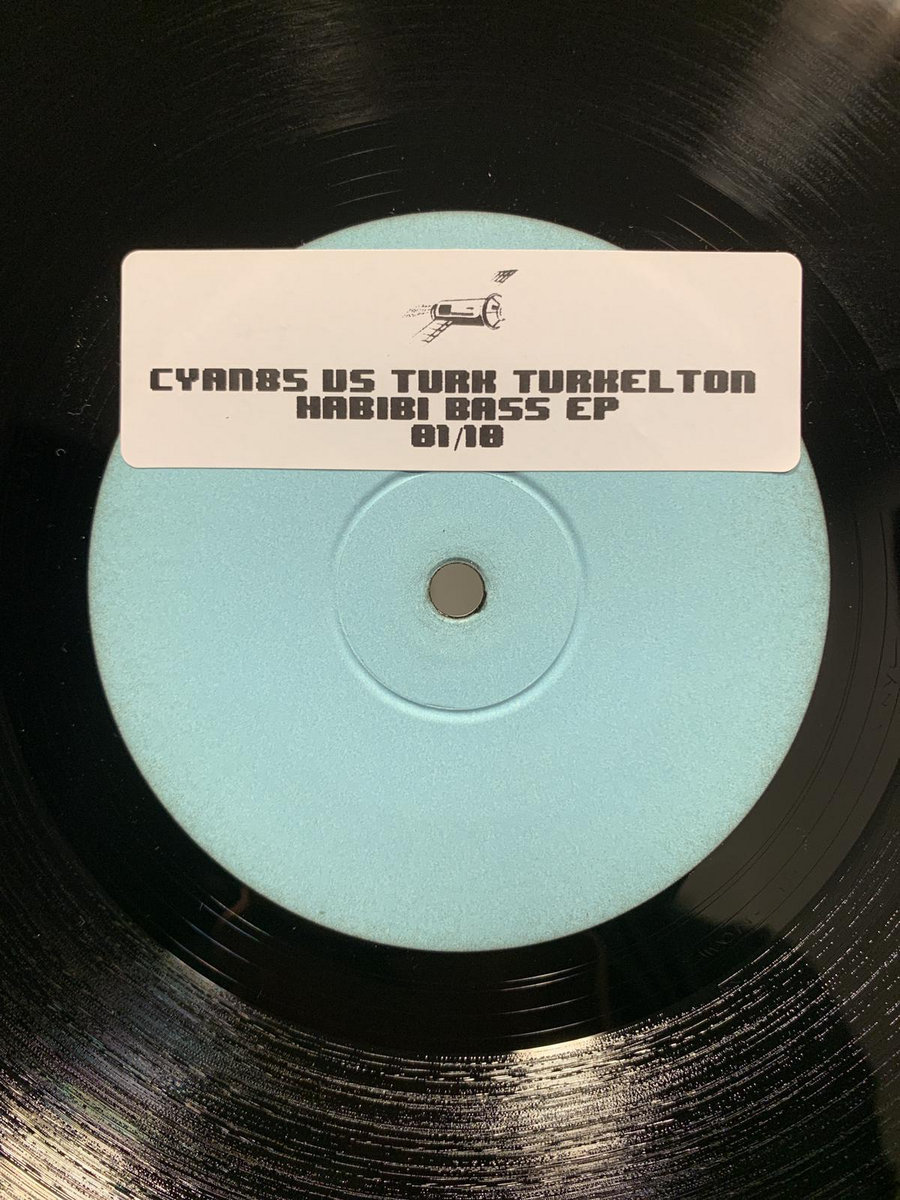 CYAN85 VS TURK TURKELTON
HABIBI BASS EP
01/10